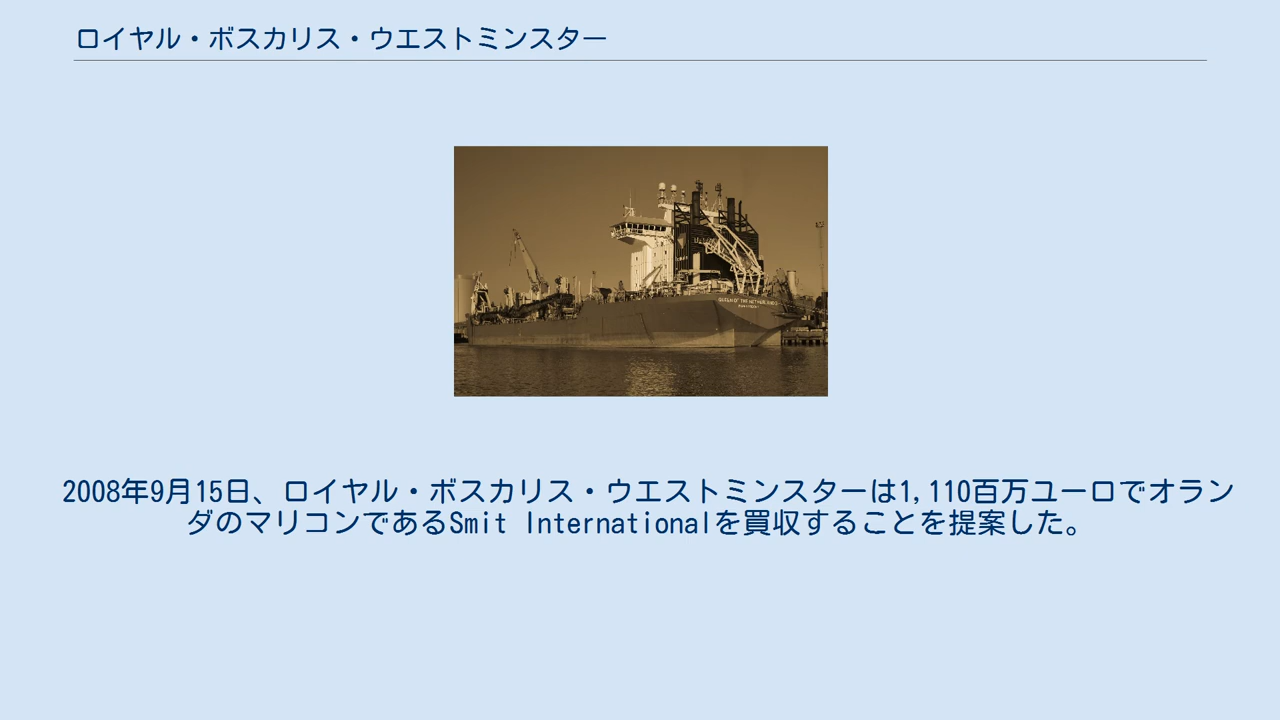 ロイヤル・ボスカリス・ウエストミンスター
QUEEN OF THE NETHERLANDS
2008年9月15日、ロイヤル・ボスカリス・ウエストミンスターは1,110百万ユーロでオラン
ダのマリコンであるSmit Internationalを買収することを提案した。